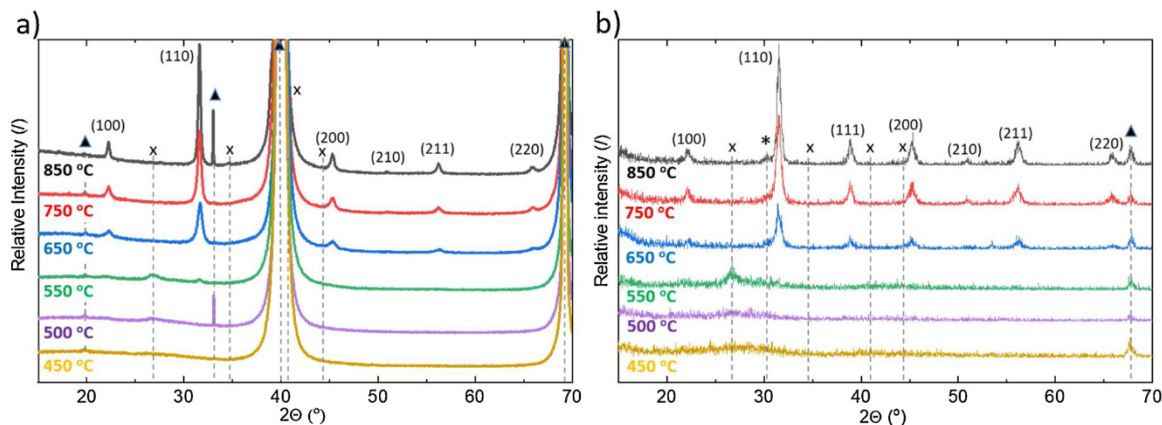 a)
Relative Intensity (/)
(100)
x
(110)
x
x
(200)
(210)
(211)
(220)
850 ºC
750 ºC
650 ºC
550 ºC
500 ºC
450 ºC
20 30 40 50 60 70
2Θ (°)
b)
Relative intensity (/)
(100)
x
*
(110)
x
(111)
x
(200)
x
(210)
(211)
(220)
850 ºC
750 ºC
650 ºC
550 ºC
500 ºC
450 ºC
20 30 40 50 60 70
2Θ (°)